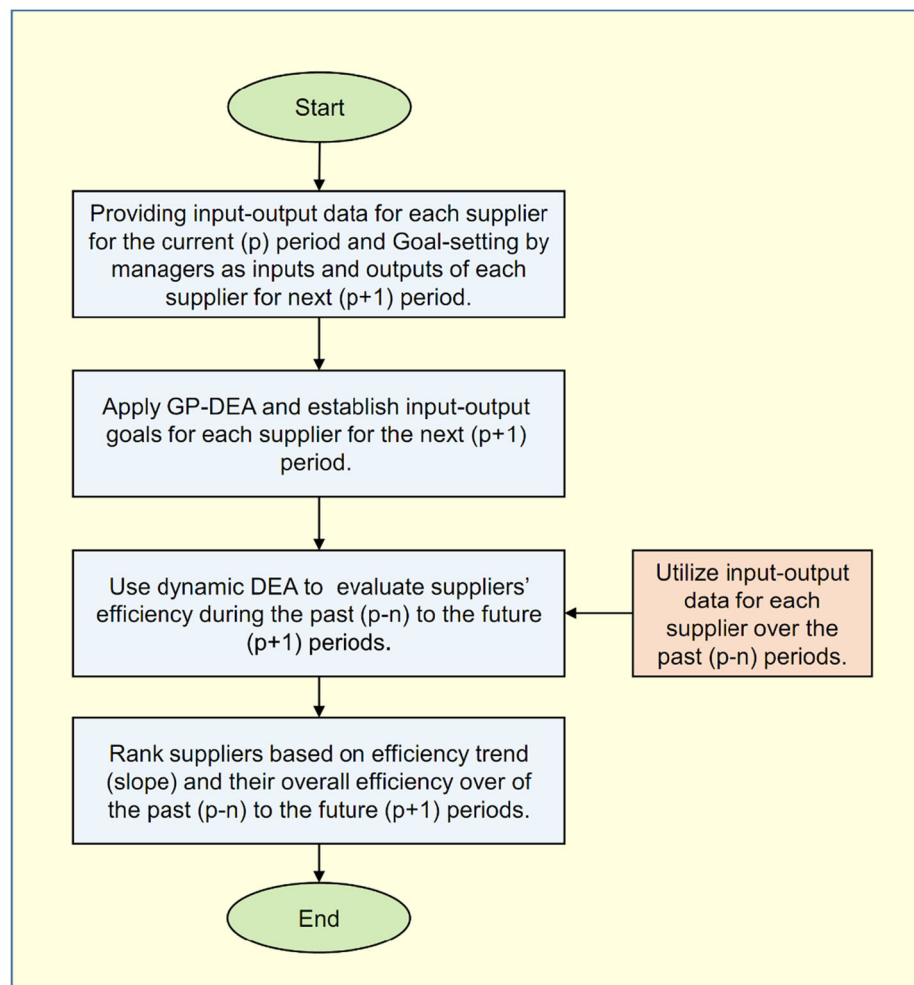 Start
Providing input-output data for each supplier
for the current (p) period and Goal-setting by
managers as inputs and outputs of each
supplier for next (p+1) period.
Apply GP-DEA and establish input-output
goals for each supplier for the next (p+1)
period.
Use dynamic DEA to evaluate suppliers’
efficiency during the past (p-n) to the future
(p+1) periods.
Utilize input-output
data for each
supplier over the
past (p-n) periods.
Rank suppliers based on efficiency trend
(slope) and their overall efficiency over of
the past (p-n) to the future (p+1) periods.
End